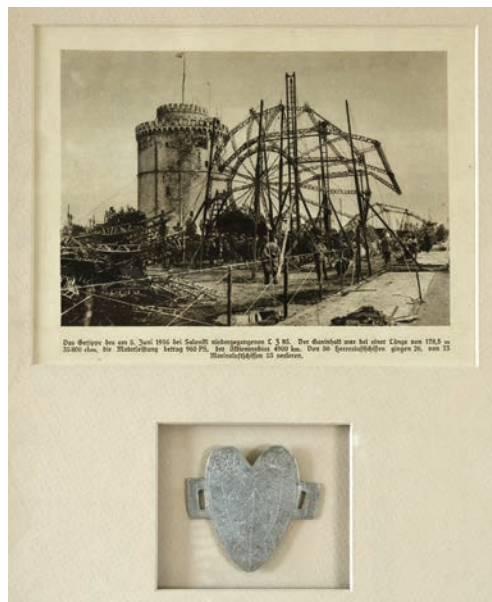 Das Gerippe des am 5. Juni 1916 bei Saloniki niedergegangenen L Z 85. Der Gasinhalt war bei einer Länge von 178,5 m
35 800 cbm, die Motorleistung betrug 960 PS, der Aktionsradius 4900 km. Von 36 Heeresluftschiffen gingen 26, von 73
Marineluftschiffen 53 verloren.